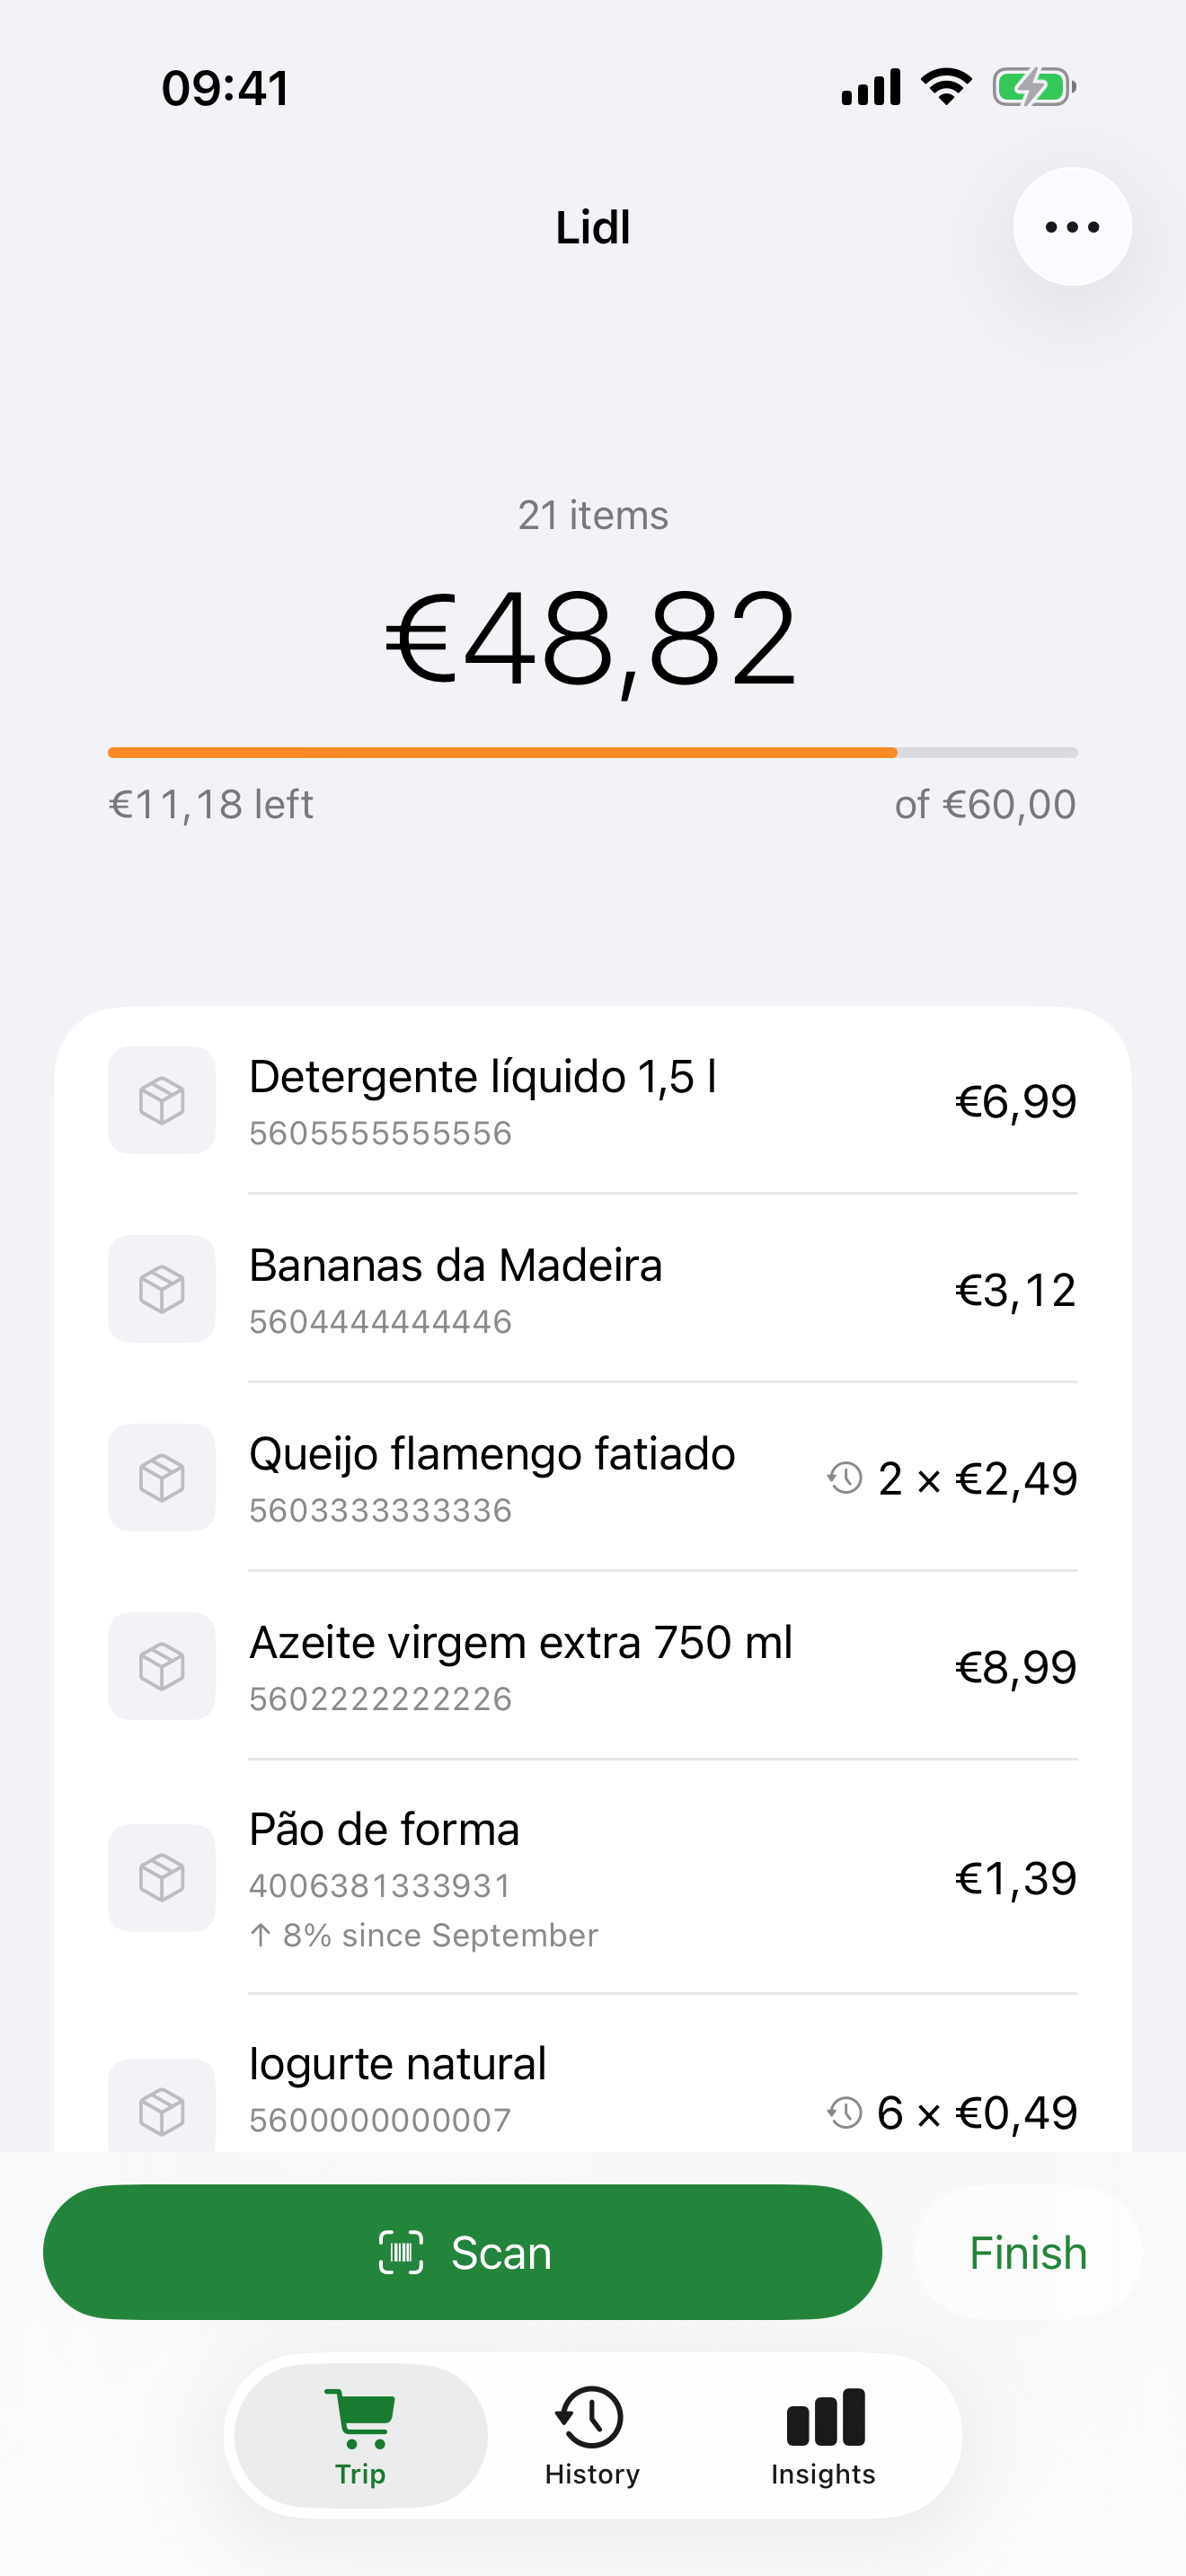 09:41
Lidl
21 items
€48,82
€11,18 left
of €60,00
Detergente líquido 1,5 l
5605555555556
€6,99
Bananas da Madeira
5604444444446
€3,12
Queijo flamengo fatiado
5603333333336
2 × €2,49
Azeite virgem extra 750 ml
5602222222226
€8,99
Pão de forma
4006381333931
↑ 8% since September
€1,39
Iogurte natural
5600000000007
6 × €0,49
Scan
Finish
Trip
History
Insights